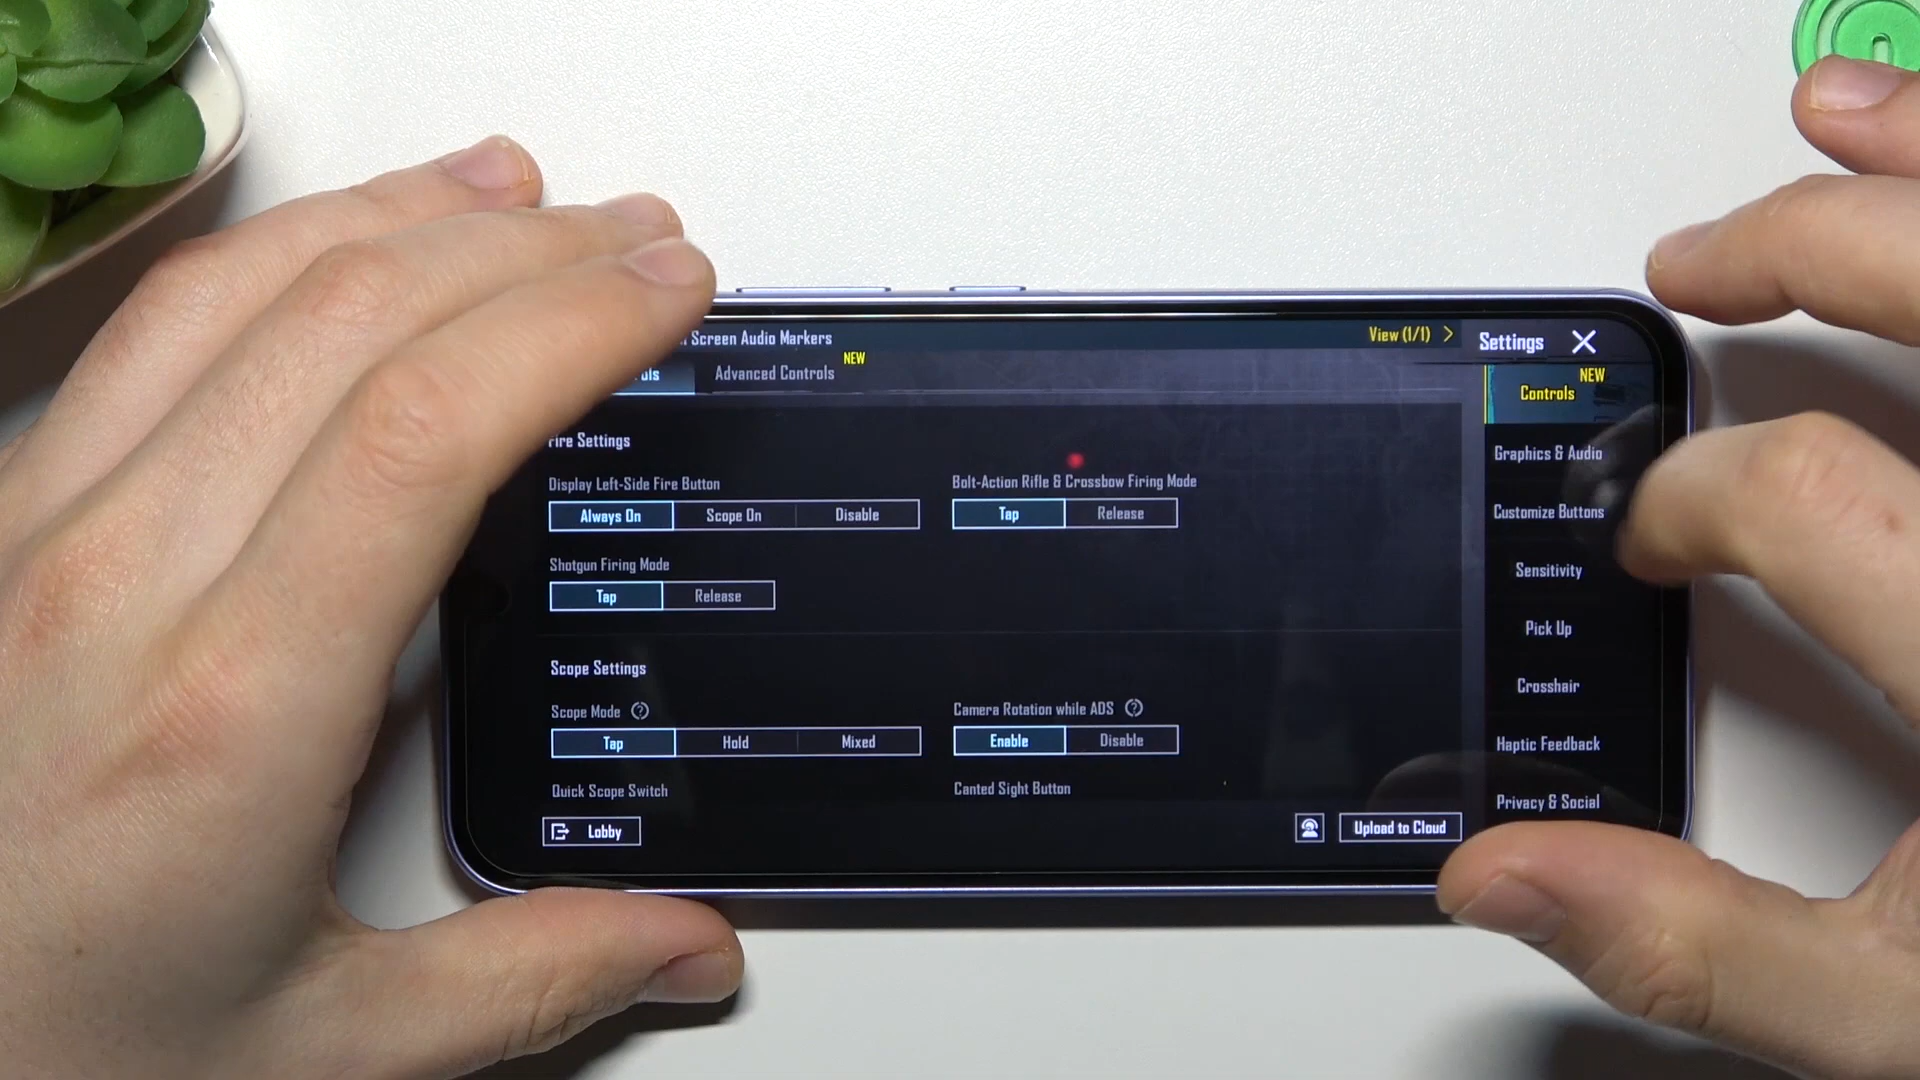 Screen Audio Markers
View (1/1)
Settings
Advanced Controls
NEW
NEW
Controls
Fire Settings
Graphics & Audio
Display Left-Side Fire Button
Bolt-Action Rifle & Crossbow Firing Mode
Always On
Scope On
Disable
Tap
Release
Customize Buttons
Shotgun Firing Mode
Sensitivity
Tap
Release
Pick Up
Scope Settings
Crosshair
Scope Mode
Camera Rotation while ADS
Tap
Hold
Mixed
Enable
Disable
Haptic Feedback
Quick Scope Switch
Canted Sight Button
Privacy & Social
Lobby
Upload to Cloud